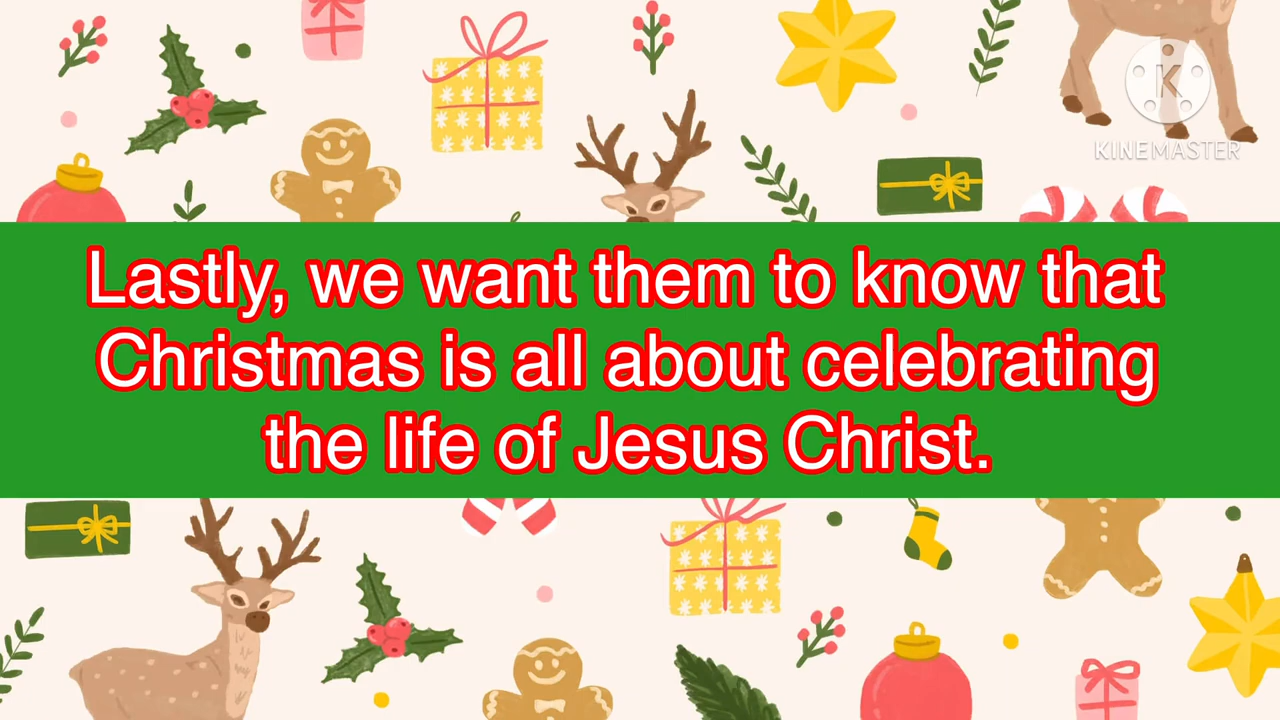 K
KINEMASTER
Lastly, we want them to know that
Christmas is all about celebrating
the life of Jesus Christ.